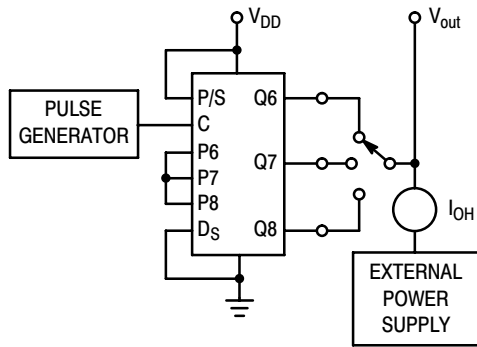 V_DD
V_out
P/S
C
P6
P7
P8
D_S
Q6
Q7
Q8
PULSE
GENERATOR
I_OH
EXTERNAL
POWER
SUPPLY